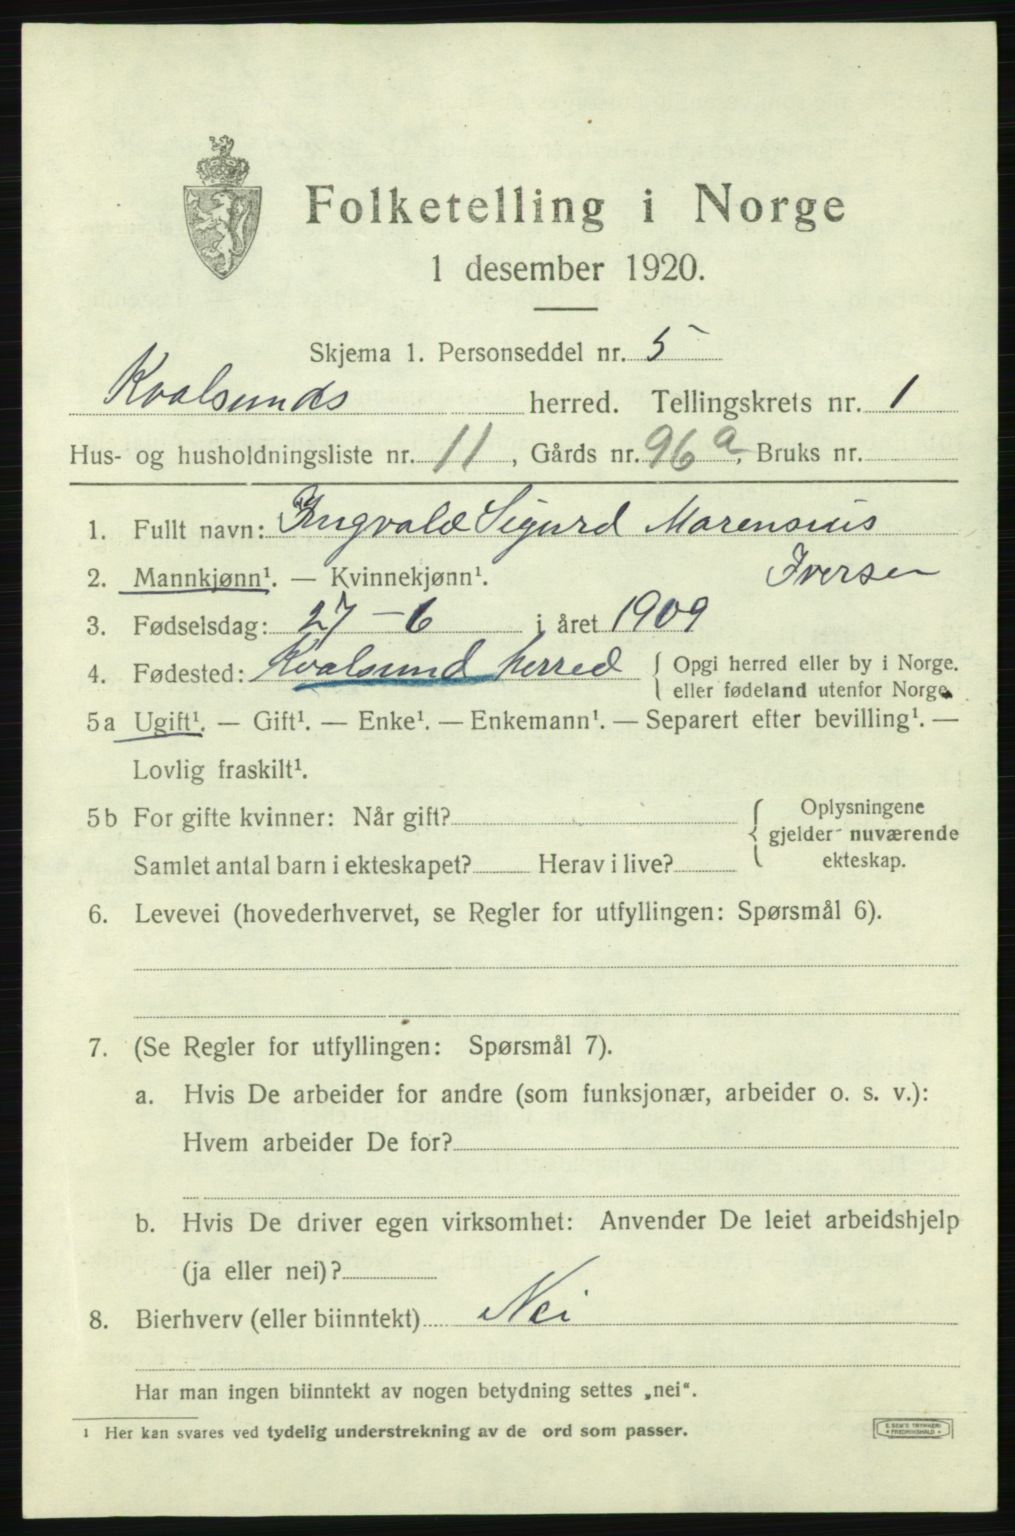 Folketelling i Norge
1 desember 1920.
Skjema 1. Personseddel nr. 5
Kvalsunds herred. Tellingskrets nr. 1
Hus- og husholdningsliste nr. 11, Gårds nr. 96a, Bruks nr.
1. Fullt navn: Ingvald Sigurd Marensius
2. Mannkjønn¹. — Kvinnekjønn¹. Iversen
3. Fødselsdag: 27 – 6 i året 1909
4. Fødested: Kvalsund herred { Opgi herred eller by i Norge.
eller fødeland utenfor Norge.
5a Ugift¹. — Gift¹. — Enke¹. — Enkemann¹. — Separert efter bevilling¹. —
Lovlig fraskilt¹.
5b For gifte kvinner: Når gift? { Oplysningene
gjelder nuværende
Samlet antal barn i ekteskapet? Herav i live? ekteskap.
6. Levevei (hovederhvervet, se Regler for utfyllingen: Spørsmål 6).
7. (Se Regler for utfyllingen: Spørsmål 7).
a. Hvis De arbeider for andre (som funksjonær, arbeider o. s. v.):
Hvem arbeider De for?
b. Hvis De driver egen virksomhet: Anvender De leiet arbeidshjelp
(ja eller nei)?
8. Bierhverv (eller biinntekt) Nei
Har man ingen biinntekt av nogen betydning settes „nei“.
¹ Her kan svares ved tydelig understrekning av de ord som passer.
E. SEM'S TRYKKERI
FREDRIKSHALD